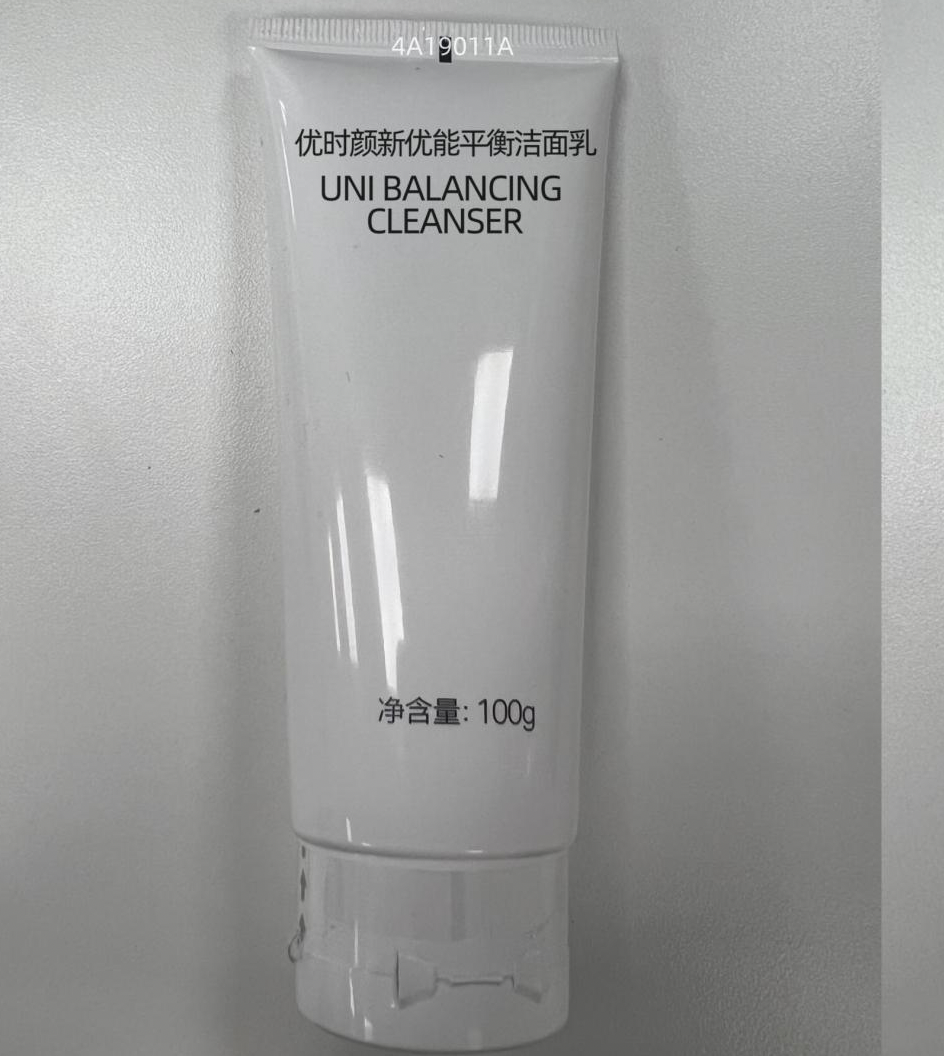 4A19011A
优时颜新优能平衡洁面乳
UNI BALANCING
CLEANSER
净含量: 100g